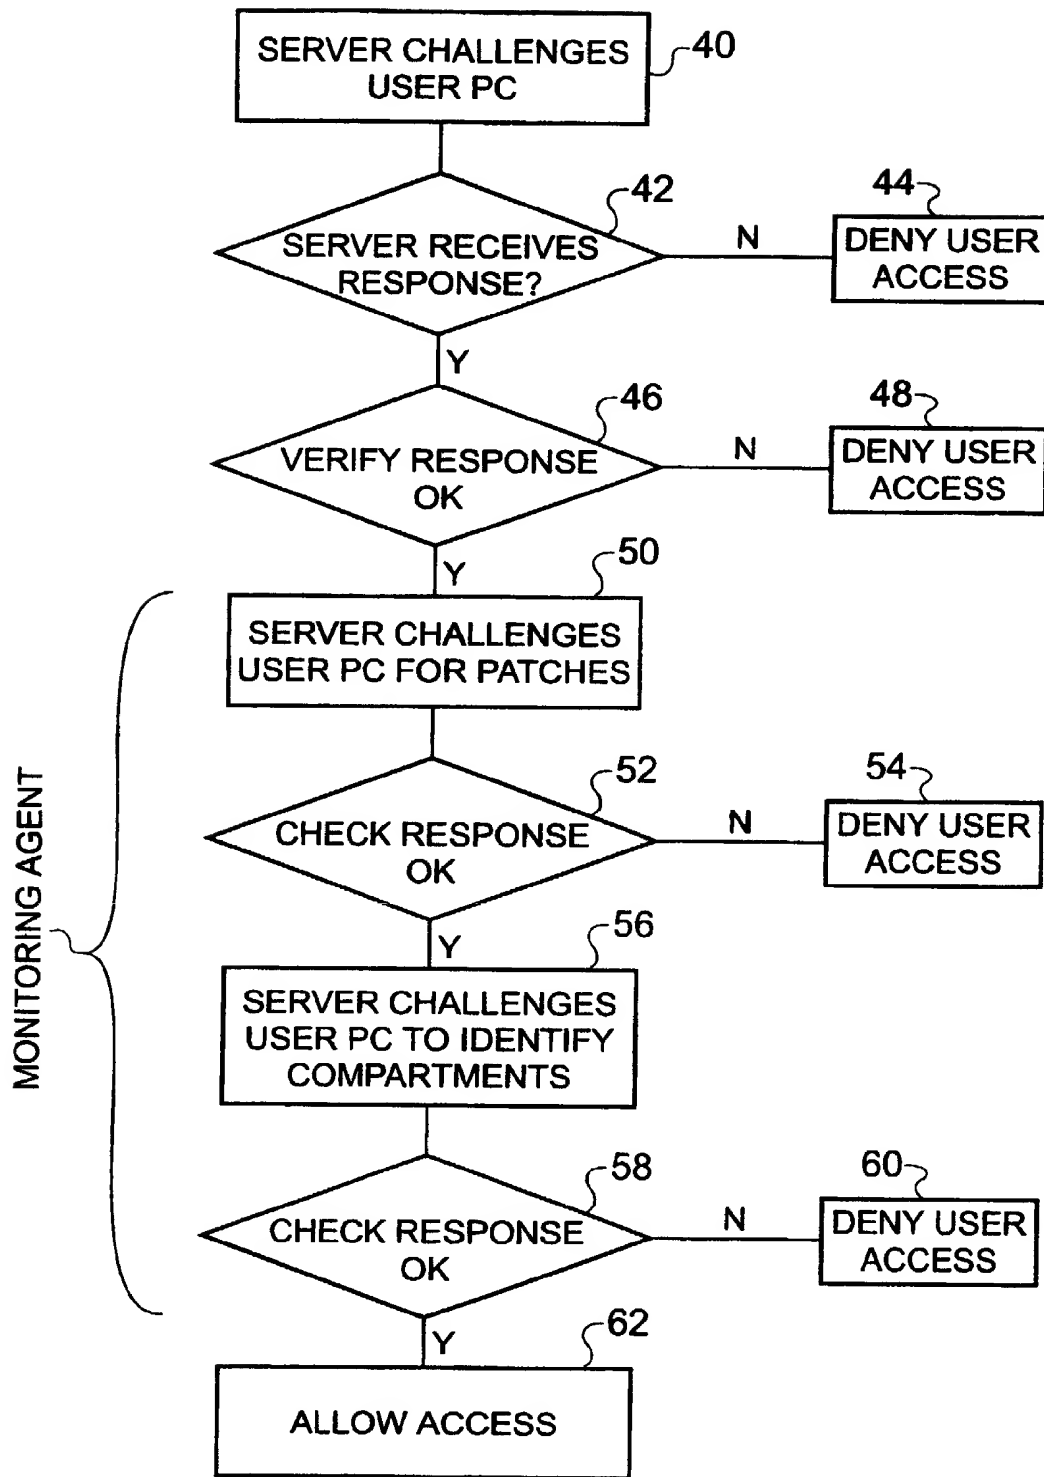 SERVER CHALLENGES
USER PC
40
42
SERVER RECEIVES
RESPONSE?
N
44
DENY USER
ACCESS
Y
46
VERIFY RESPONSE
OK
N
48
DENY USER
ACCESS
Y
50
SERVER CHALLENGES
USER PC FOR PATCHES
52
CHECK RESPONSE
OK
N
54
DENY USER
ACCESS
MONITORING AGENT
Y
56
SERVER CHALLENGES
USER PC TO IDENTIFY
COMPARTMENTS
58
CHECK RESPONSE
OK
N
60
DENY USER
ACCESS
Y
62
ALLOW ACCESS